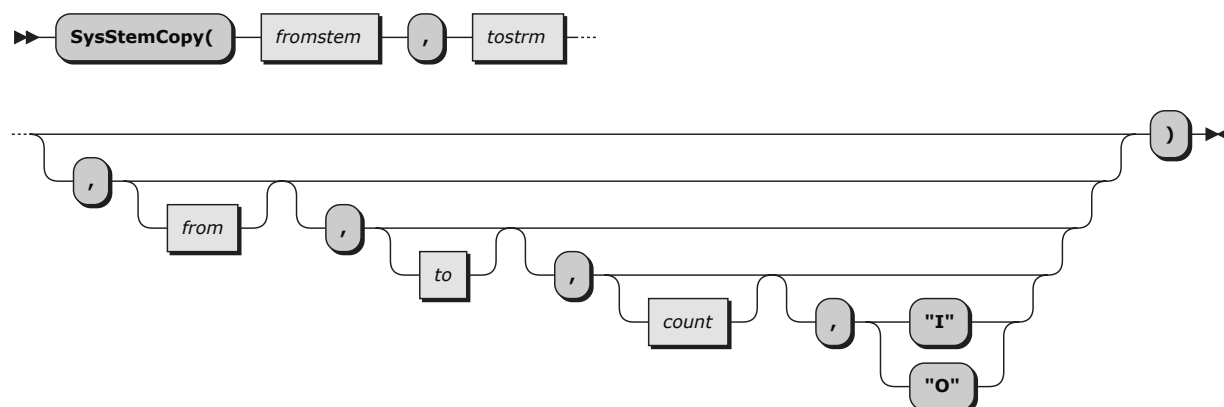 SysStemCopy( fromstem , tostrm
)
,
from ,
to ,
count , "I"
"O"